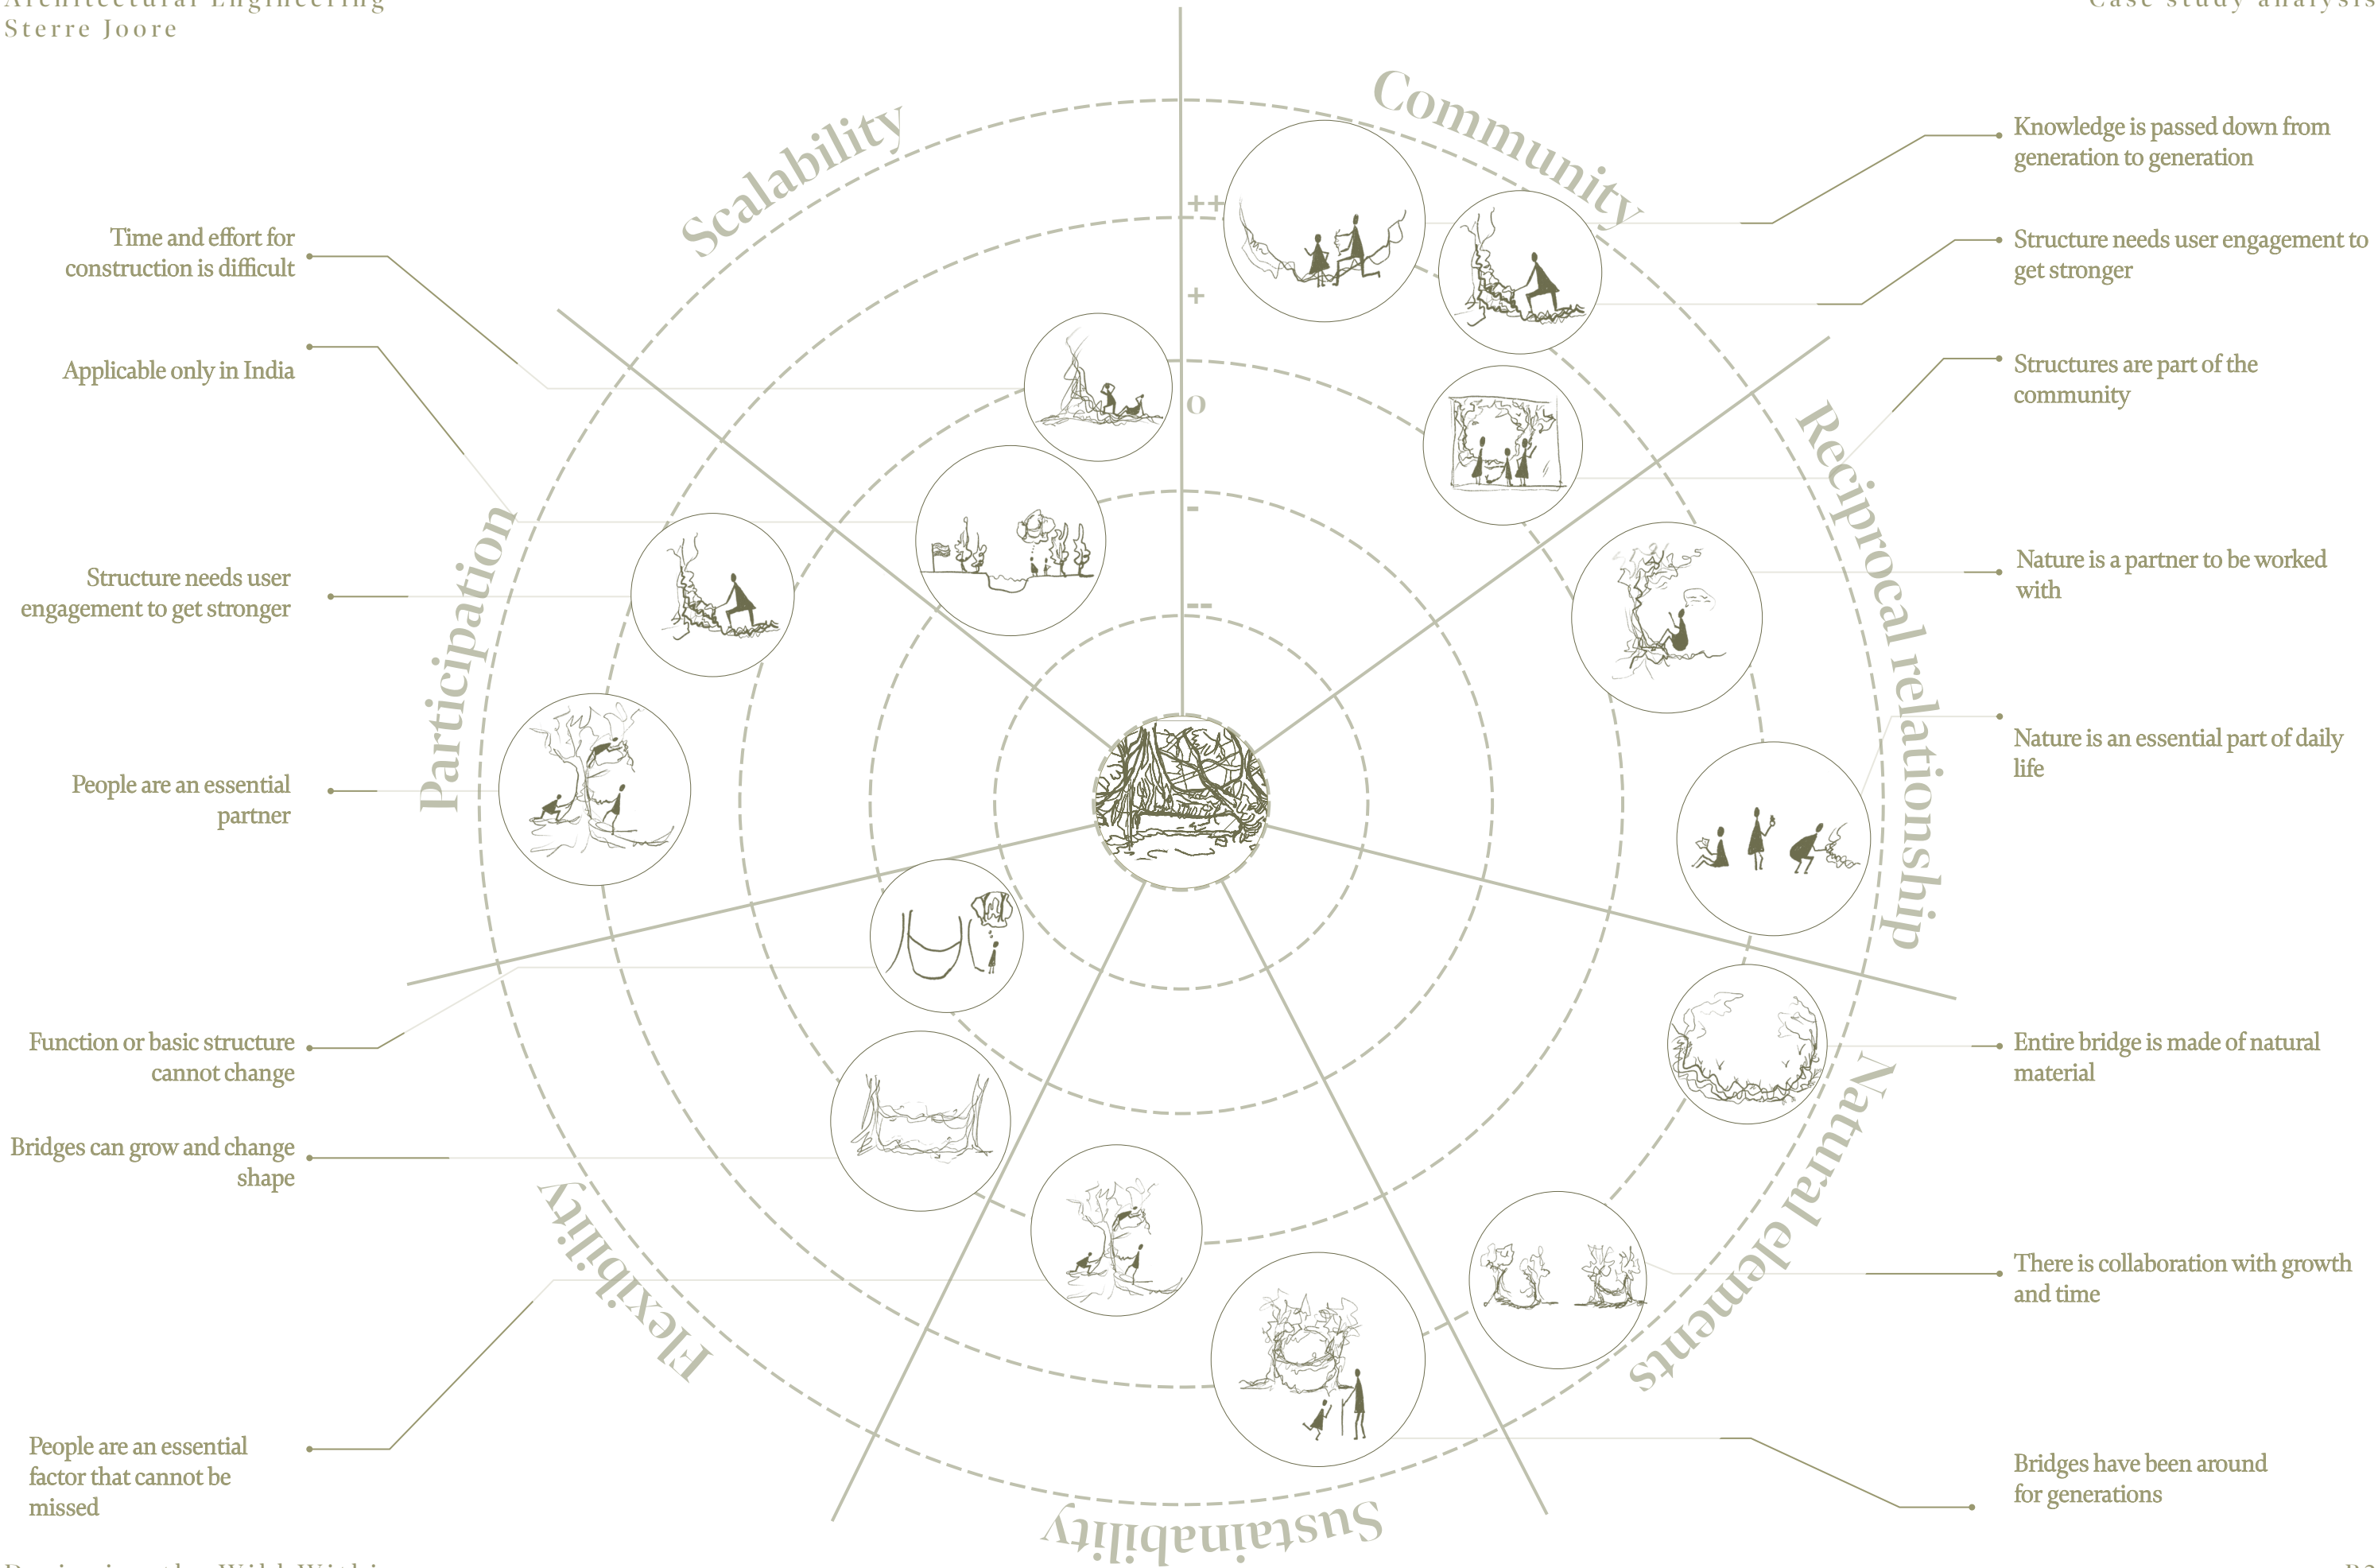 Architectural Engineering
Sterre Joore
Case study analysis
Scalability
Community
Reciprocal relationship
Natural elements
Sustainability
Flexibility
Participation
++
+
o
-
--
Time and effort for
construction is difficult
Applicable only in India
Structure needs user
engagement to get stronger
People are an essential
partner
Function or basic structure
cannot change
Bridges can grow and change
shape
People are an essential
factor that cannot be
missed
Knowledge is passed down from
generation to generation
Structure needs user engagement to
get stronger
Structures are part of the
community
Nature is a partner to be worked
with
Nature is an essential part of daily
life
Entire bridge is made of natural
material
There is collaboration with growth
and time
Bridges have been around
for generations